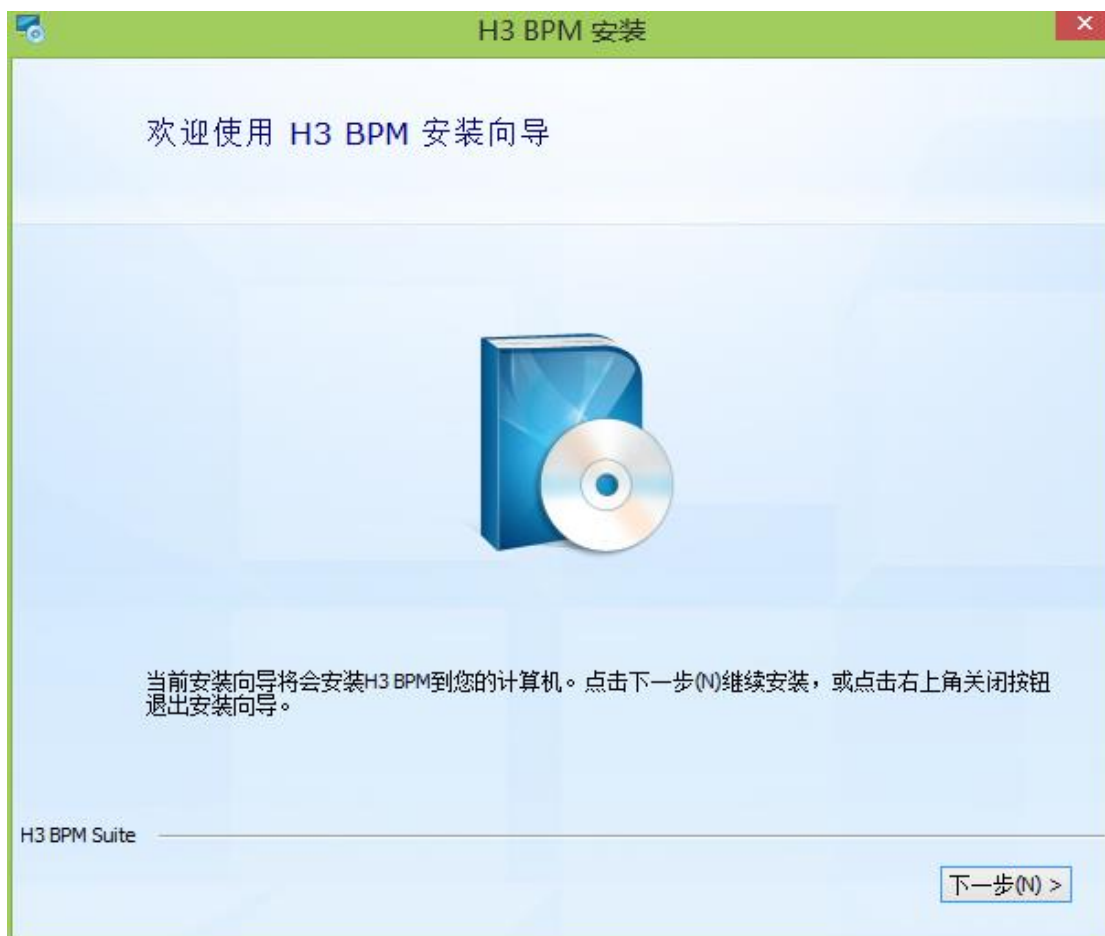 H3 BPM 安装
欢迎使用 H3 BPM 安装向导
当前安装向导将会安装H3 BPM到您的计算机。点击下一步(N)继续安装，或点击右上角关闭按钮
退出安装向导。
H3 BPM Suite
下一步(N) >